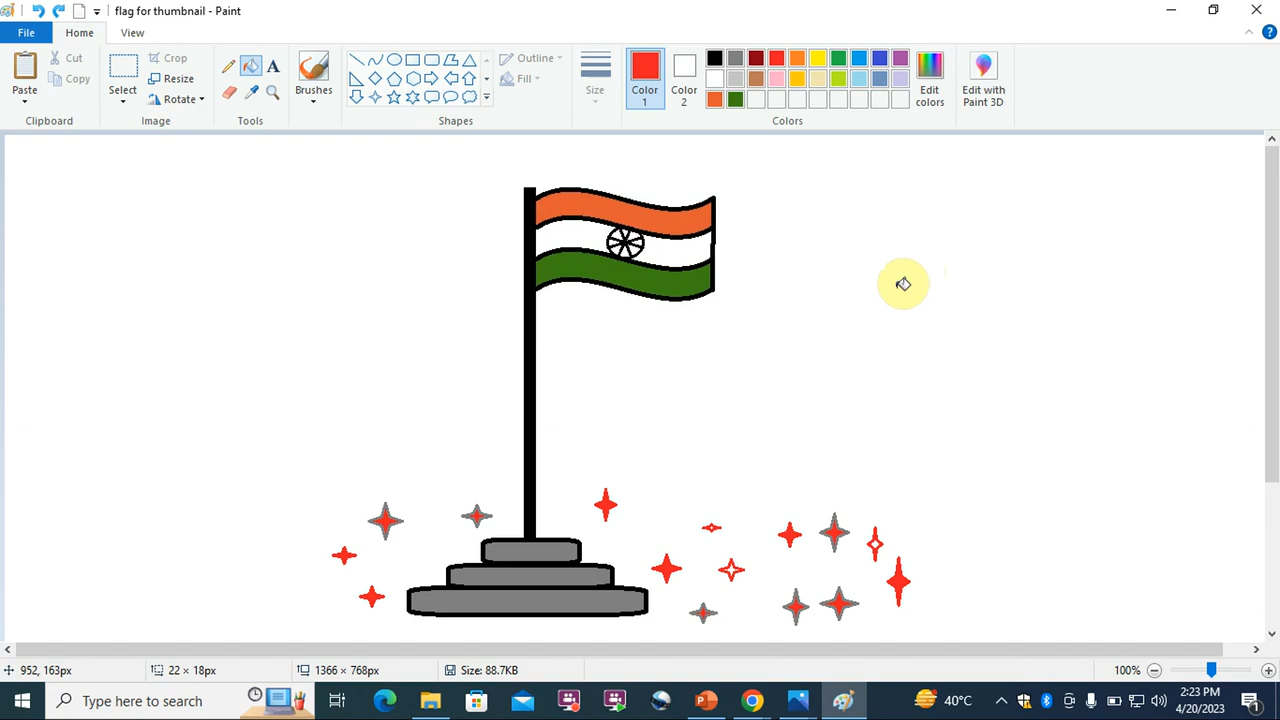 flag for thumbnail - Paint
File
Home
View
Paste
Cut
Copy
Clipboard
Select
Crop
Resize
Rotate
Image
A
Tools
Brushes
Shapes
Outline
Fill
Size
Color 1
Color 2
Edit colors
Colors
Edit with Paint 3D
952, 163px
22 × 18px
1366 × 768px
Size: 88.7KB
100%
Type here to search
40°C
2:23 PM
4/20/2023
1